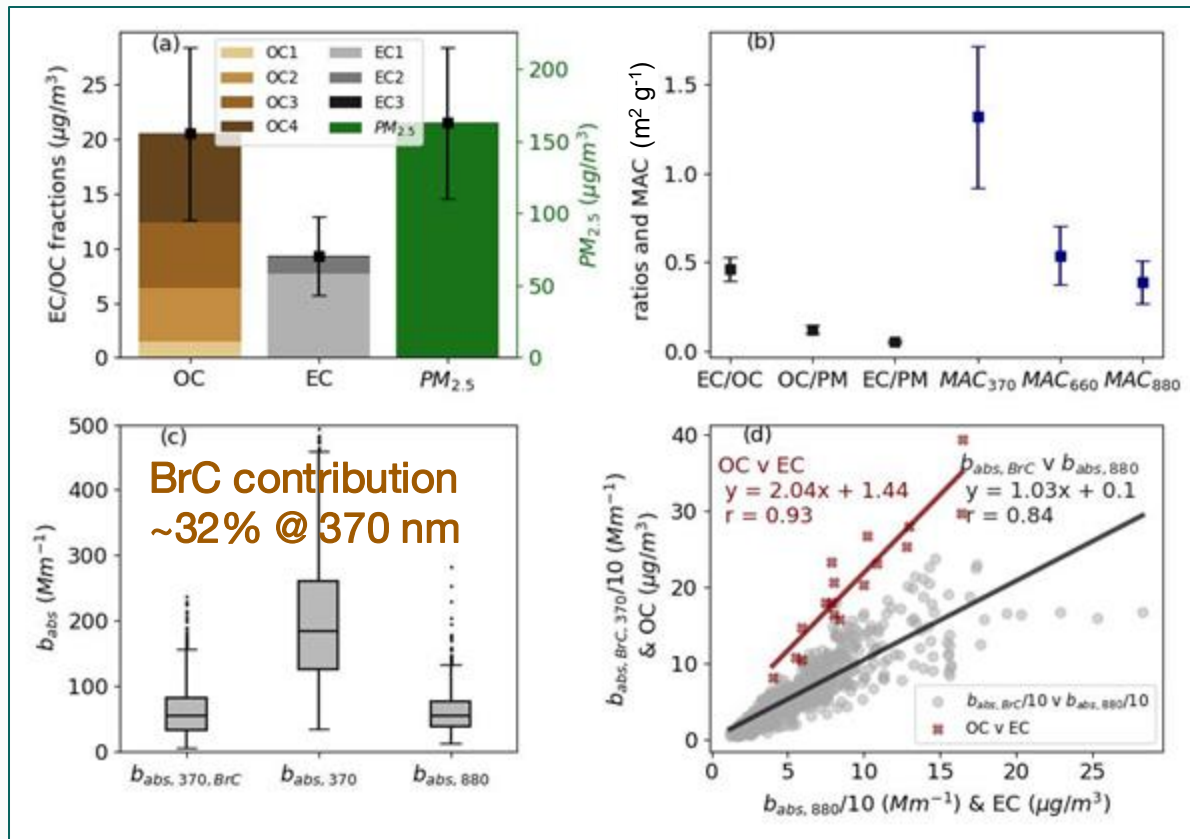 (a)
OC1
OC2
OC3
OC4
EC1
EC2
EC3
PM2.5
EC/OC fractions (μg/m³)
25
20
15
10
5
0
PM2.5 (μg/m³)
200
150
100
50
0
OC EC PM2.5
(b)
ratios and MAC (m² g⁻¹)
1.5
1.0
0.5
0.0
EC/OC OC/PM EC/PM MAC370 MAC660 MAC880
(c)
BrC contribution
~32% @ 370 nm
babs (Mm⁻¹)
500
400
300
200
100
0
babs, 370, BrC babs, 370 babs, 880
(d)
OC v EC
y = 2.04x + 1.44
r = 0.93
babs, BrC v babs, 880
y = 1.03x + 0.1
r = 0.84
babs, BrC, 370/10 (Mm⁻¹)
& OC (μg/m³)
40
30
20
10
0
babs, BrC/10 v babs, 880/10
OC v EC
0 5 10 15 20 25
babs, 880/10 (Mm⁻¹) & EC (μg/m³)